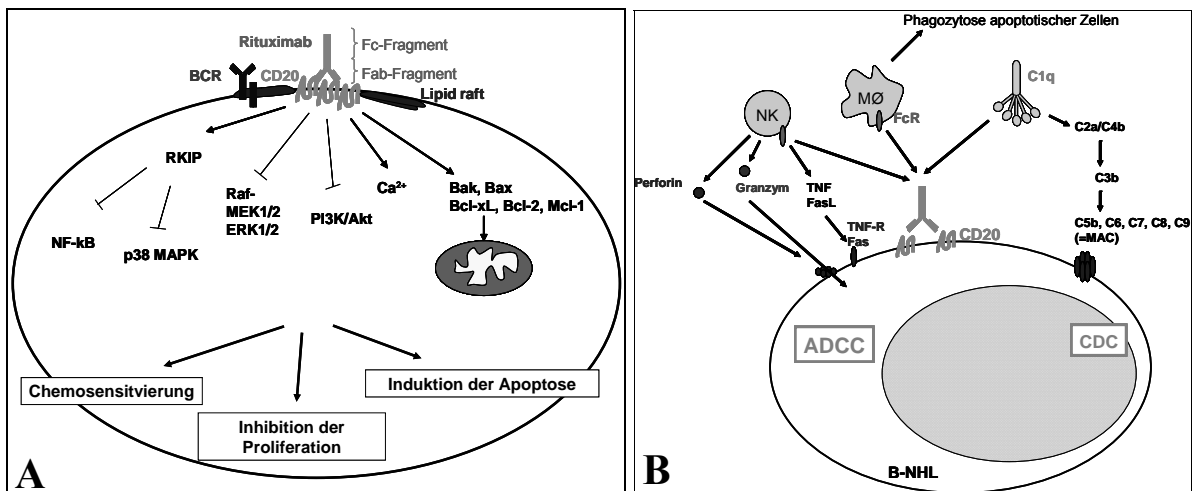 Rituximab
Fc-Fragment
BCR
CD20
Fab-Fragment
Lipid raft
RKIP
NF-kB
p38 MAPK
Raf-
MEK1/2
ERK1/2
PI3K/Akt
Ca2+
Bak, Bax
Bcl-xL, Bcl-2, Mcl-1
Chemosensitvierung
Inhibition der
Proliferation
Induktion der Apoptose
A
Phagozytose apoptotischer Zellen
NK
MØ
FcR
C1q
C2a/C4b
C3b
C5b, C6, C7, C8, C9
(=MAC)
Perforin
Granzym
TNF
FasL
TNF-R
Fas
CD20
ADCC
CDC
B-NHL
B